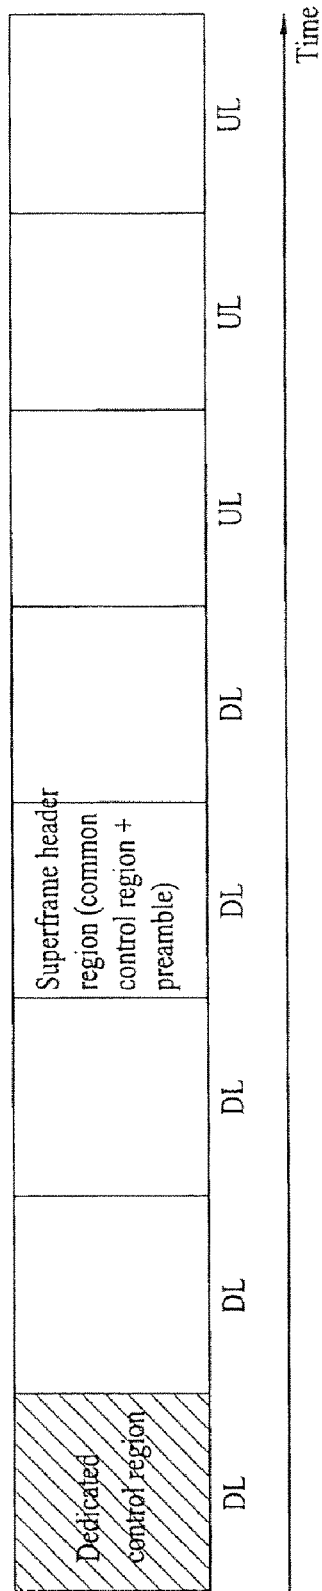 Dedicated
control region
Superframe header
region (common
control region +
preamble)
DL
DL
DL
DL
DL
UL
UL
UL
Time